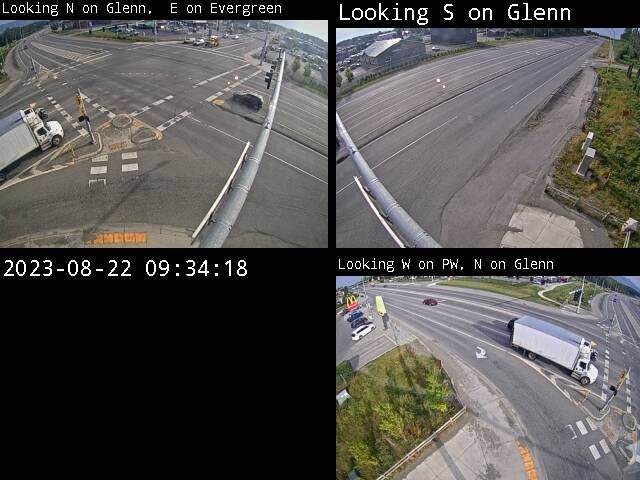 Looking N on Glenn, E on Evergreen
Looking S on Glenn
2023-08-22 09:34:18
Looking W on PW, N on Glenn